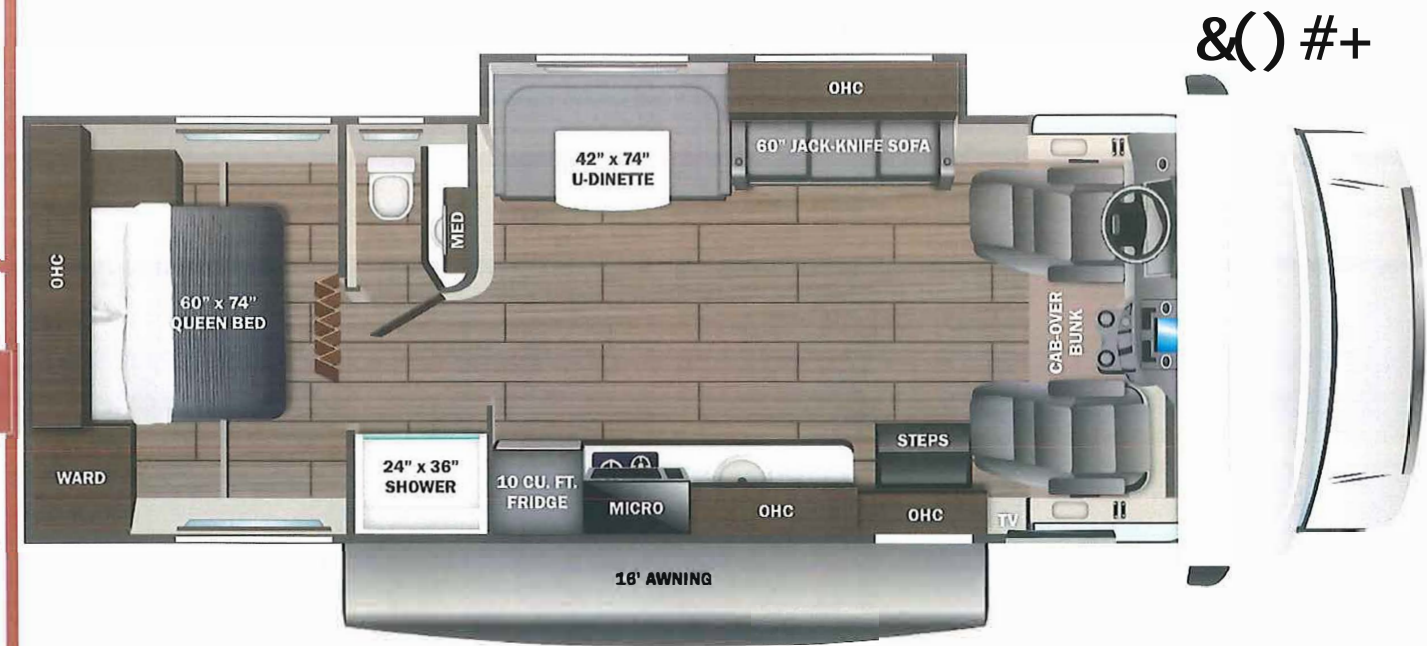 &() #+
OHC
42" x 74"
U-DINETTE
60" JACK-KNIFE SOFA
MED
OHC
60" x 74"
QUEEN BED
CAB-OVER
BUNK
WARD
24" x 36"
SHOWER
10 CU. FT.
FRIDGE
MICRO
OHC
STEPS
OHC
TV
16' AWNING